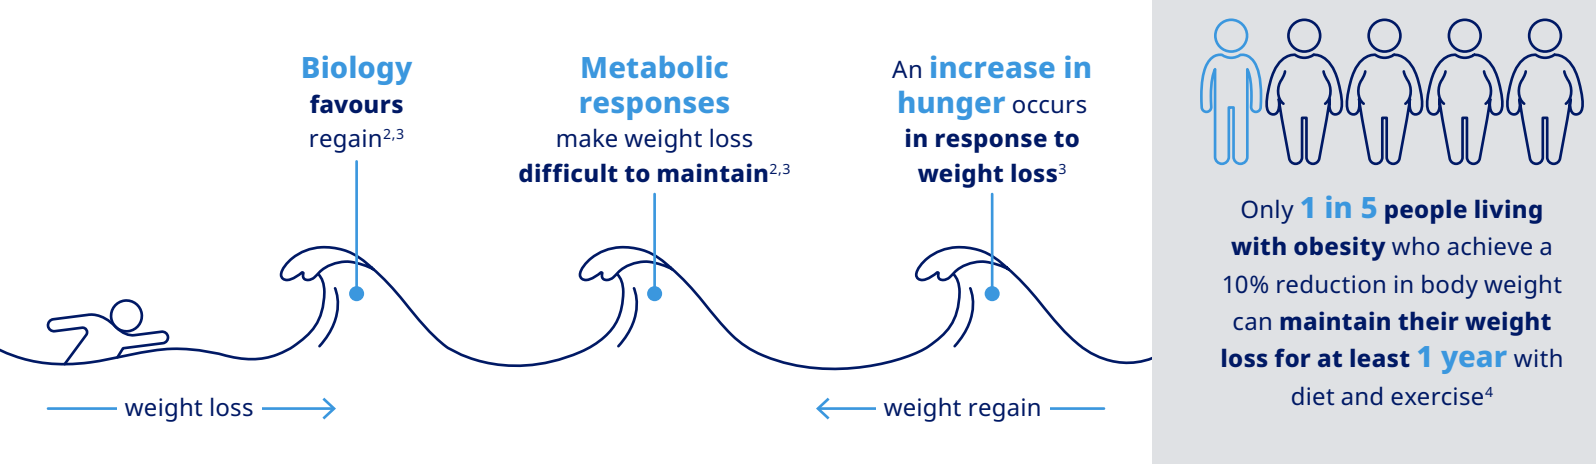 Biology
favours
regain2,3
Metabolic
responses
make weight loss
difficult to maintain2,3
An increase in
hunger occurs
in response to
weight loss3
weight loss
weight regain
Only 1 in 5 people living
with obesity who achieve a
10% reduction in body weight
can maintain their weight
loss for at least 1 year with
diet and exercise4